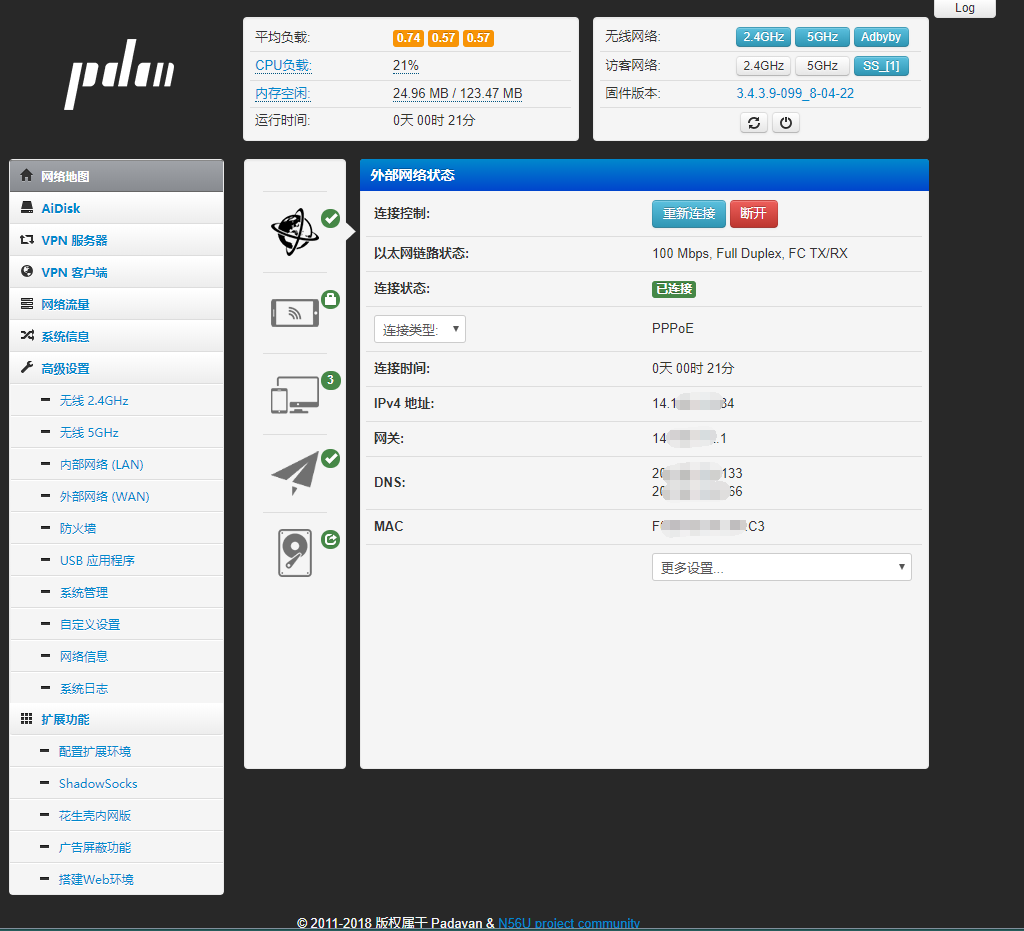 Log
pdan
平均负载: 0.74 0.57 0.57
CPU负载: 21%
内存空闲: 24.96 MB / 123.47 MB
运行时间: 0天 00时 21分
无线网络: 2.4GHz 5GHz Adbyby
访客网络: 2.4GHz 5GHz SS_[1]
固件版本: 3.4.3.9-099_8-04-22
网络地图
AiDisk
VPN 服务器
VPN 客户端
网络流量
系统信息
高级设置
无线 2.4GHz
无线 5GHz
内部网络 (LAN)
外部网络 (WAN)
防火墙
USB 应用程序
系统管理
自定义设置
网络信息
系统日志
扩展功能
配置扩展环境
ShadowSocks
花生壳内网版
广告屏蔽功能
搭建Web环境
3
外部网络状态
连接控制: 重新连接 断开
以太网链路状态: 100 Mbps, Full Duplex, FC TX/RX
连接状态: 已连接
连接类型: PPPoE
连接时间: 0天 00时 21分
IPv4 地址: 14.1 34
网关: 14 .1
DNS: 20 133
20 66
MAC F :C3
更多设置...
© 2011-2018 版权属于 Padavan & N56U project community